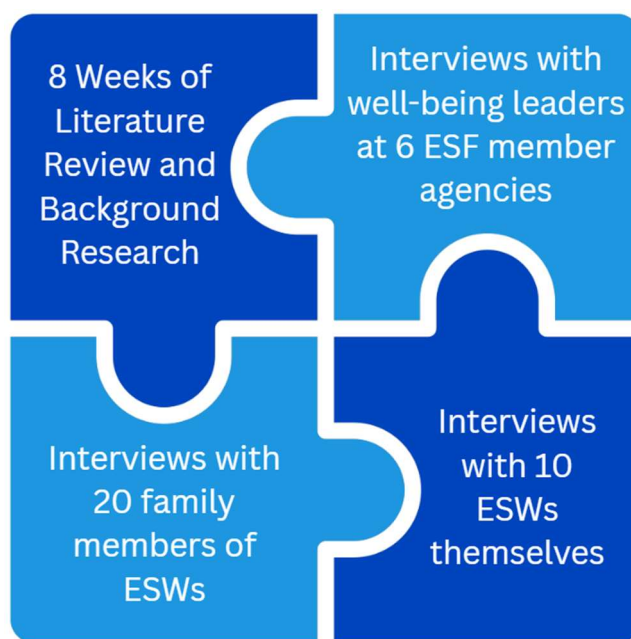 8 Weeks of
Literature
Review and
Background
Research
Interviews with
well-being leaders
at 6 ESF member
agencies
Interviews with
20 family
members of
ESWs
Interviews
with 10
ESWs
themselves